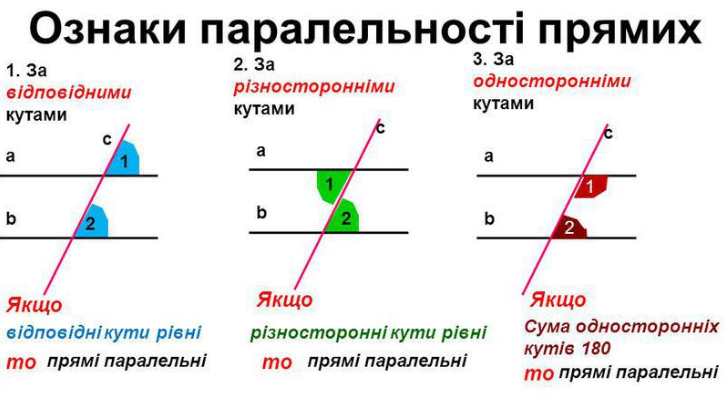 Ознаки паралельності прямих
1. За
відповідними
кутами
c
a
1
b
2
Якщо
відповідні кути рівні
то прямі паралельні
2. За
різносторонніми
кутами
c
a
1
b
2
Якщо
різносторонні кути рівні
то прямі паралельні
3. За
односторонніми
кутами
c
a
1
b
2
Якщо
Сума односторонніх
кутів 180
то прямі паралельні